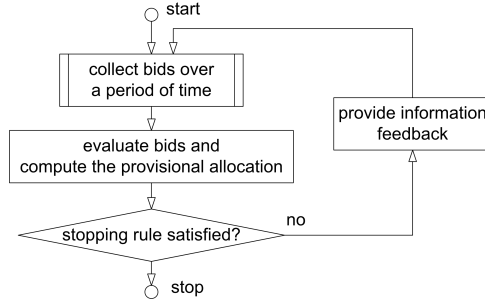 start
collect bids over
a period of time
provide information
feedback
evaluate bids and
compute the provisional allocation
stopping rule satisfied?
no
stop